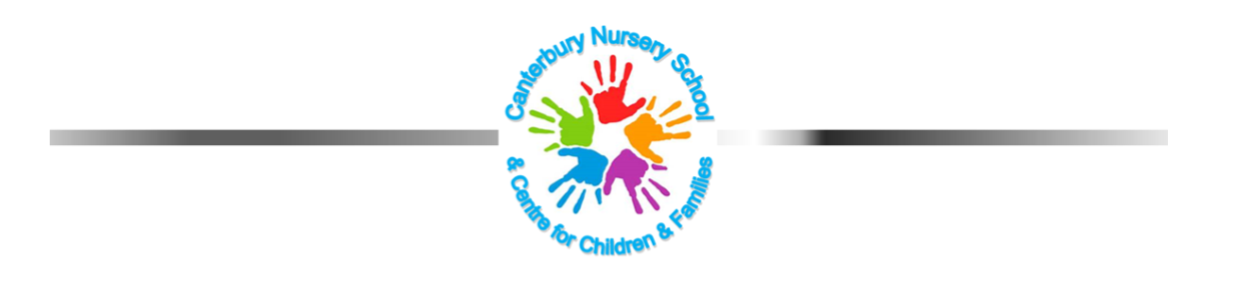 Canterbury Nursery School
& Centre for Children & Families